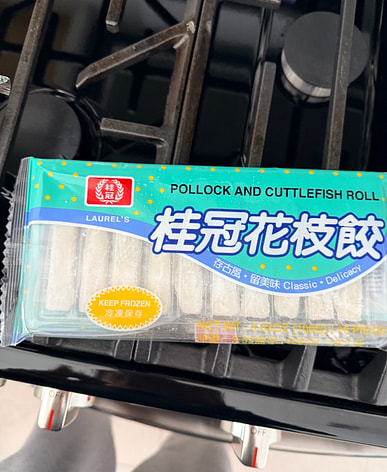 桂
冠
POLLOCK AND CUTTLEFISH ROLL
LAUREL'S
桂冠花枝餃
存古風·留美味 Classic·Delicacy
KEEP FROZEN
冷凍保存